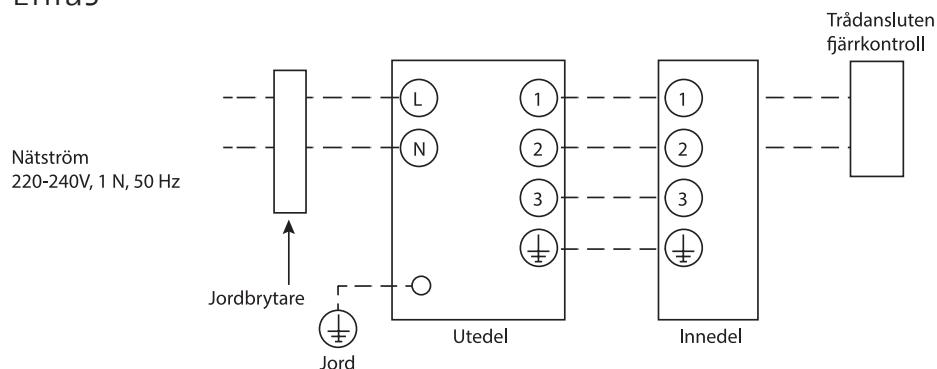 Enfas
Trådansluten
fjärrkontroll
L
N
1
2
3
1
2
3
Nätström
220-240V, 1 N, 50 Hz
Jordbrytare
Jord
Utedel
Innedel